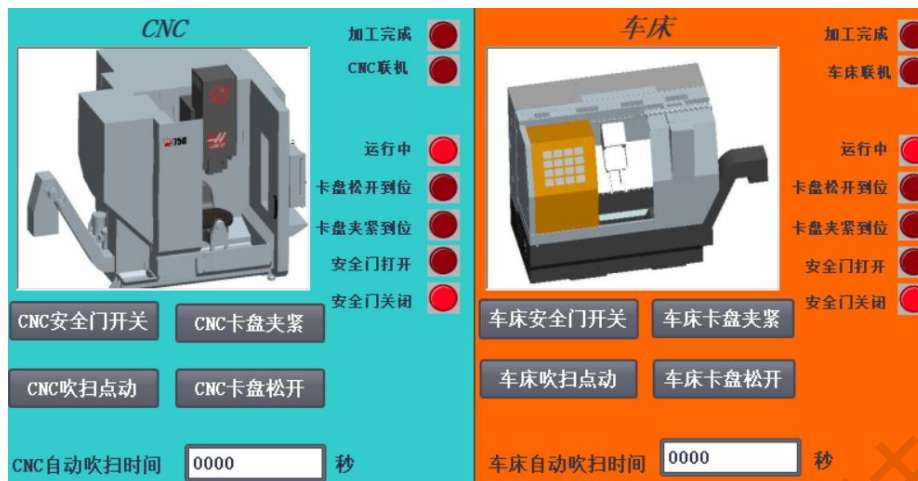 CNC
加工完成
CNC联机
750
运行中
卡盘松开到位
卡盘夹紧到位
安全门打开
安全门关闭
CNC安全门开关
CNC卡盘夹紧
CNC吹扫点动
CNC卡盘松开
CNC自动吹扫时间 0000 秒
车床
加工完成
车床联机
运行中
卡盘松开到位
卡盘夹紧到位
安全门打开
安全门关闭
车床安全门开关
车床卡盘夹紧
车床吹扫点动
车床卡盘松开
车床自动吹扫时间 0000 秒